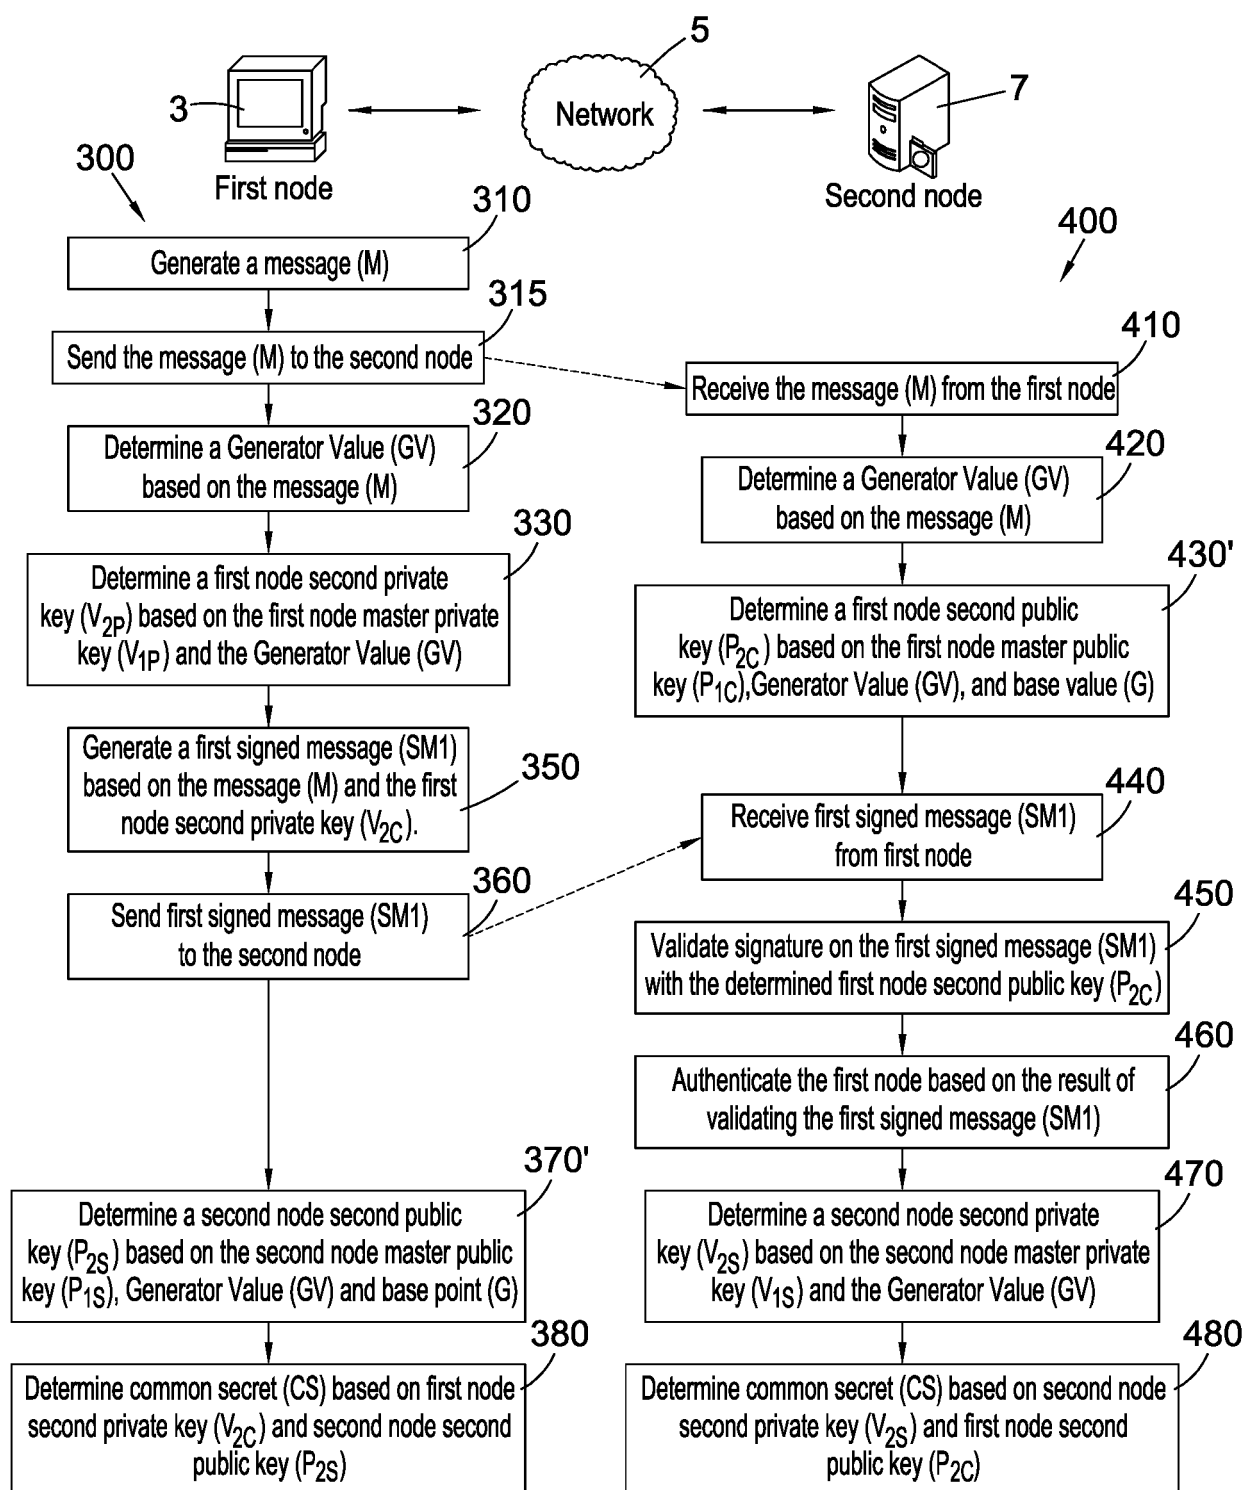 5
3
Network
7
First node
Second node
300
310
Generate a message (M)
315
Send the message (M) to the second node
320
Determine a Generator Value (GV)
based on the message (M)
330
Determine a first node second private
key (V2P) based on the first node master private
key (V1P) and the Generator Value (GV)
Generate a first signed message (SM1)
based on the message (M) and the first
node second private key (V2C).
350
360
Send first signed message (SM1)
to the second node
370'
Determine a second node second public
key (P2S) based on the second node master public
key (P1S), Generator Value (GV) and base point (G)
380
Determine common secret (CS) based on first node
second private key (V2C) and second node second
public key (P2S)
400
410
Receive the message (M) from the first node
420
Determine a Generator Value (GV)
based on the message (M)
430'
Determine a first node second public
key (P2C) based on the first node master public
key (P1C),Generator Value (GV), and base value (G)
440
Receive first signed message (SM1)
from first node
450
Validate signature on the first signed message (SM1)
with the determined first node second public key (P2C)
460
Authenticate the first node based on the result of
validating the first signed message (SM1)
470
Determine a second node second private
key (V2S) based on the second node master private
key (V1S) and the Generator Value (GV)
480
Determine common secret (CS) based on second node
second private key (V2S) and first node second
public key (P2C)